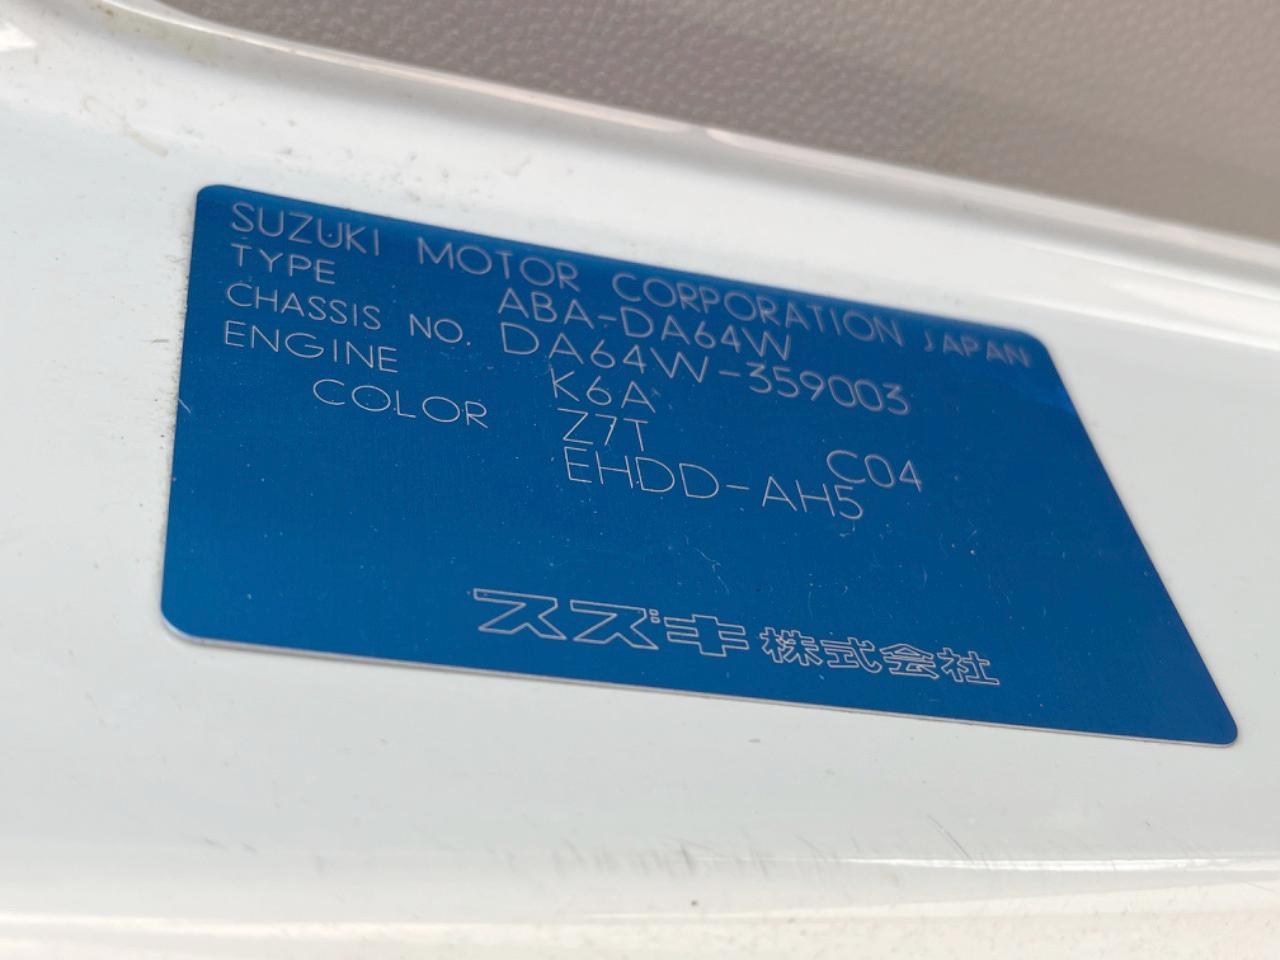 SUZUKI MOTOR CORPORATION JAPAN
TYPE ABA-DA64W
CHASSIS NO. DA64W-359003
ENGINE K6A
COLOR Z7T C04
EHDD-AH5
スズキ株式会社